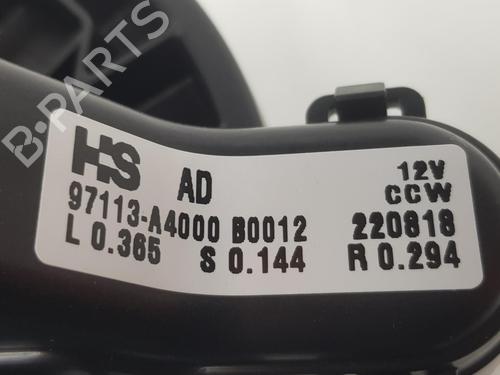 B-PARTS
HS AD 12V
CCW
97113-A4000 B0012 220818
L 0.365 S 0.144 R 0.294